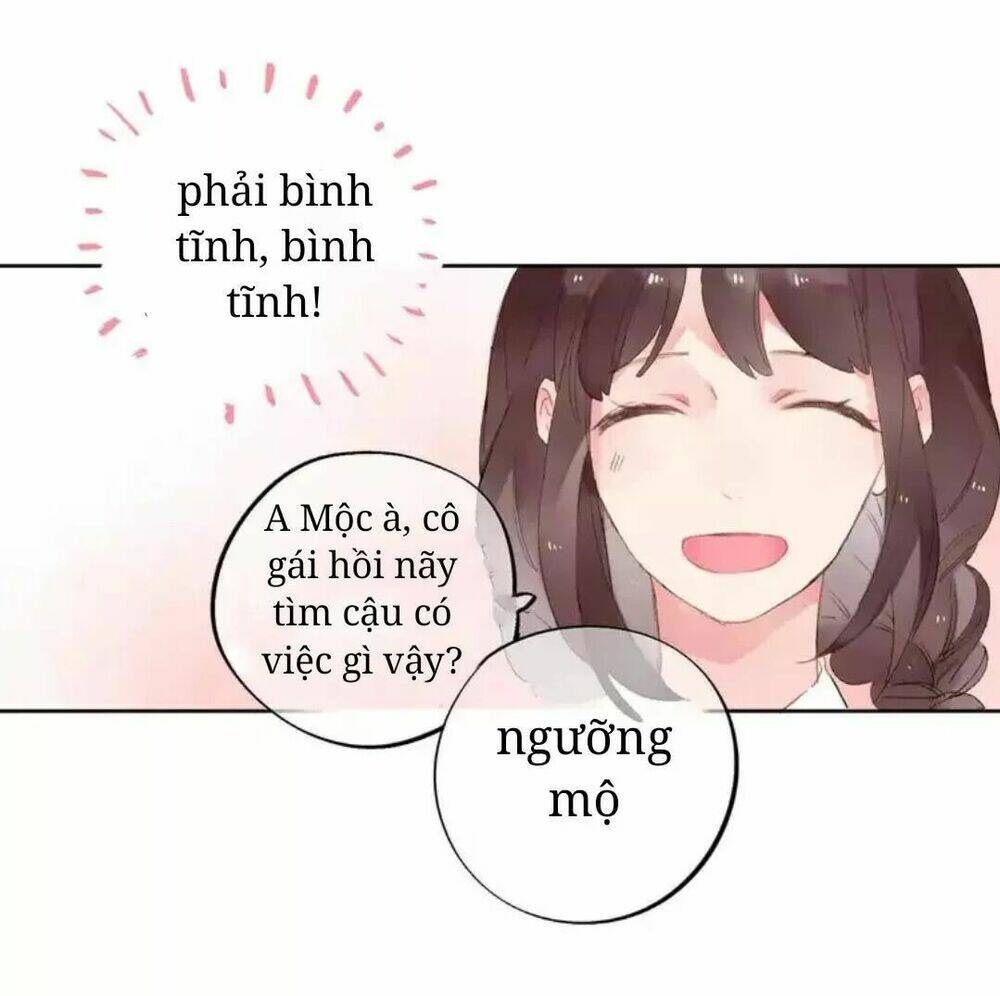 phải bình
tĩnh, bình
tĩnh!
A Mộc à, cô
gái hồi nãy
tìm cậu có
việc gì vậy?
ngưỡng
mộ